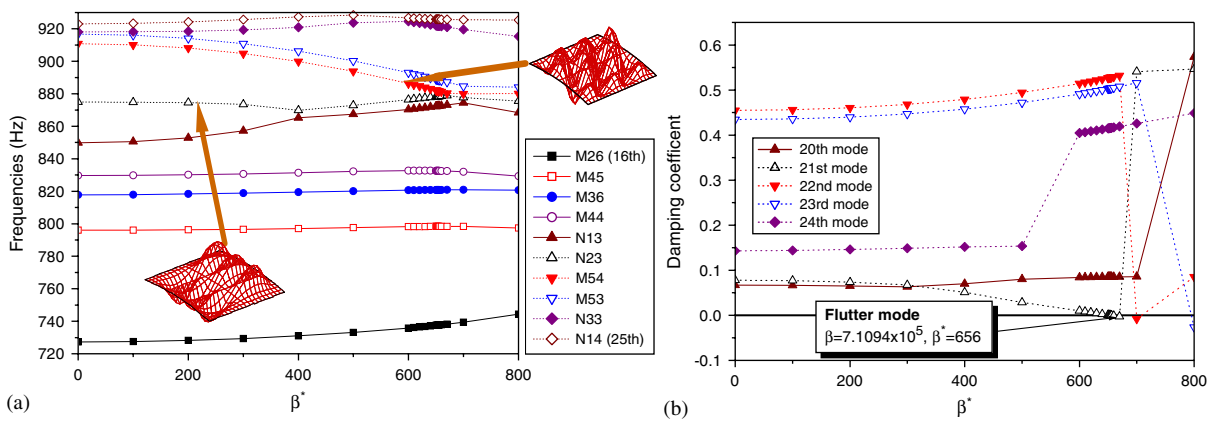 920
900
880
860
840
820
800
780
760
740
720
Frequencies (Hz)
0
200
400
600
800
β*
(a)
M26 (16th)
M45
M36
M44
N13
N23
M54
M53
N33
N14 (25th)
0.6
0.5
0.4
0.3
0.2
0.1
0.0
-0.1
Damping coefficent
20th mode
21st mode
22nd mode
23rd mode
24th mode
Flutter mode
β=7.1094x10⁵, β*=656
0
200
400
600
800
β*
(b)